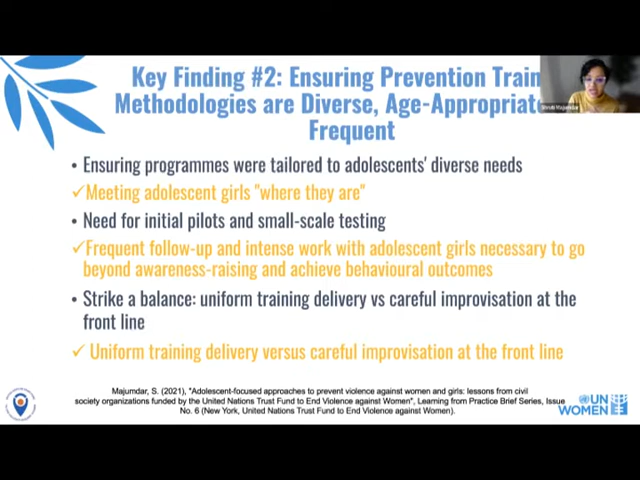 Key Finding #2: Ensuring Prevention Train
Methodologies are Diverse, Age-Appropriate
Frequent
• Ensuring programmes were tailored to adolescents' diverse needs
✓Meeting adolescent girls "where they are"
• Need for initial pilots and small-scale testing
✓Frequent follow-up and intense work with adolescent girls necessary to go
beyond awareness-raising and achieve behavioural outcomes
• Strike a balance: uniform training delivery vs careful improvisation at the
front line
✓ Uniform training delivery versus careful improvisation at the front line
Majumdar, S. (2021), "Adolescent-focused approaches to prevent violence against women and girls: lessons from civil
society organizations funded by the United Nations Trust Fund to End Violence against Women", Learning from Practice Brief Series, Issue
No. 6 (New York, United Nations Trust Fund to End Violence against Women).
UN
WOMEN